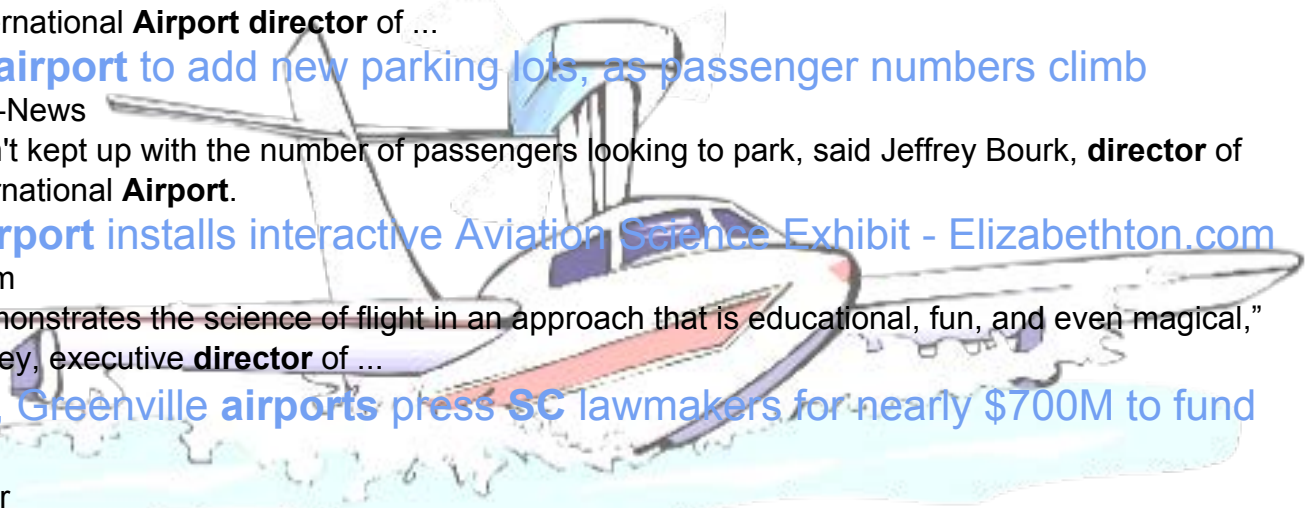 rnational Airport director of ...
airport to add new parking lots, as passenger numbers climb
-News
't kept up with the number of passengers looking to park, said Jeffrey Bourk, director of
rnational Airport.
rport installs interactive Aviation Science Exhibit - Elizabethton.com
m
monstrates the science of flight in an approach that is educational, fun, and even magical,”
ey, executive director of ...
, Greenville airports press SC lawmakers for nearly $700M to fund
r